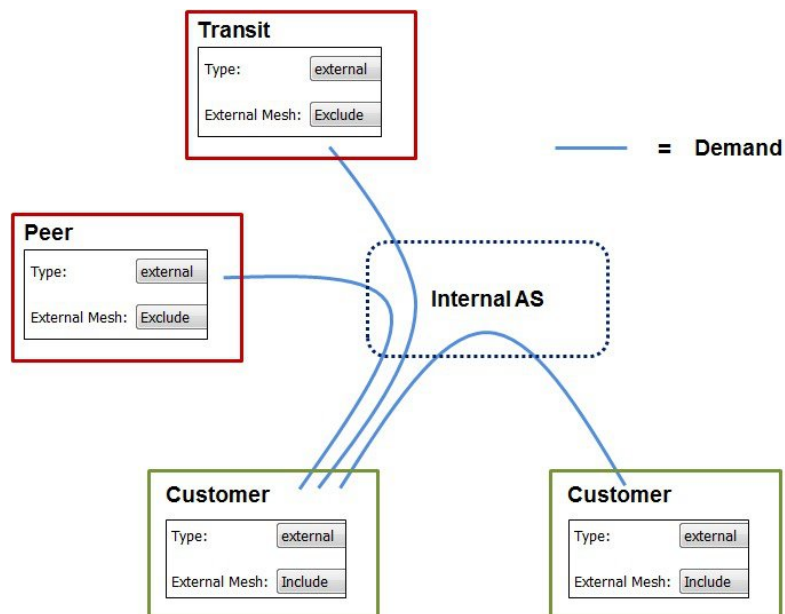 Transit
Type: external
External Mesh: Exclude
= Demand
Peer
Type: external
External Mesh: Exclude
Internal AS
Customer
Type: external
External Mesh: Include
Customer
Type: external
External Mesh: Include